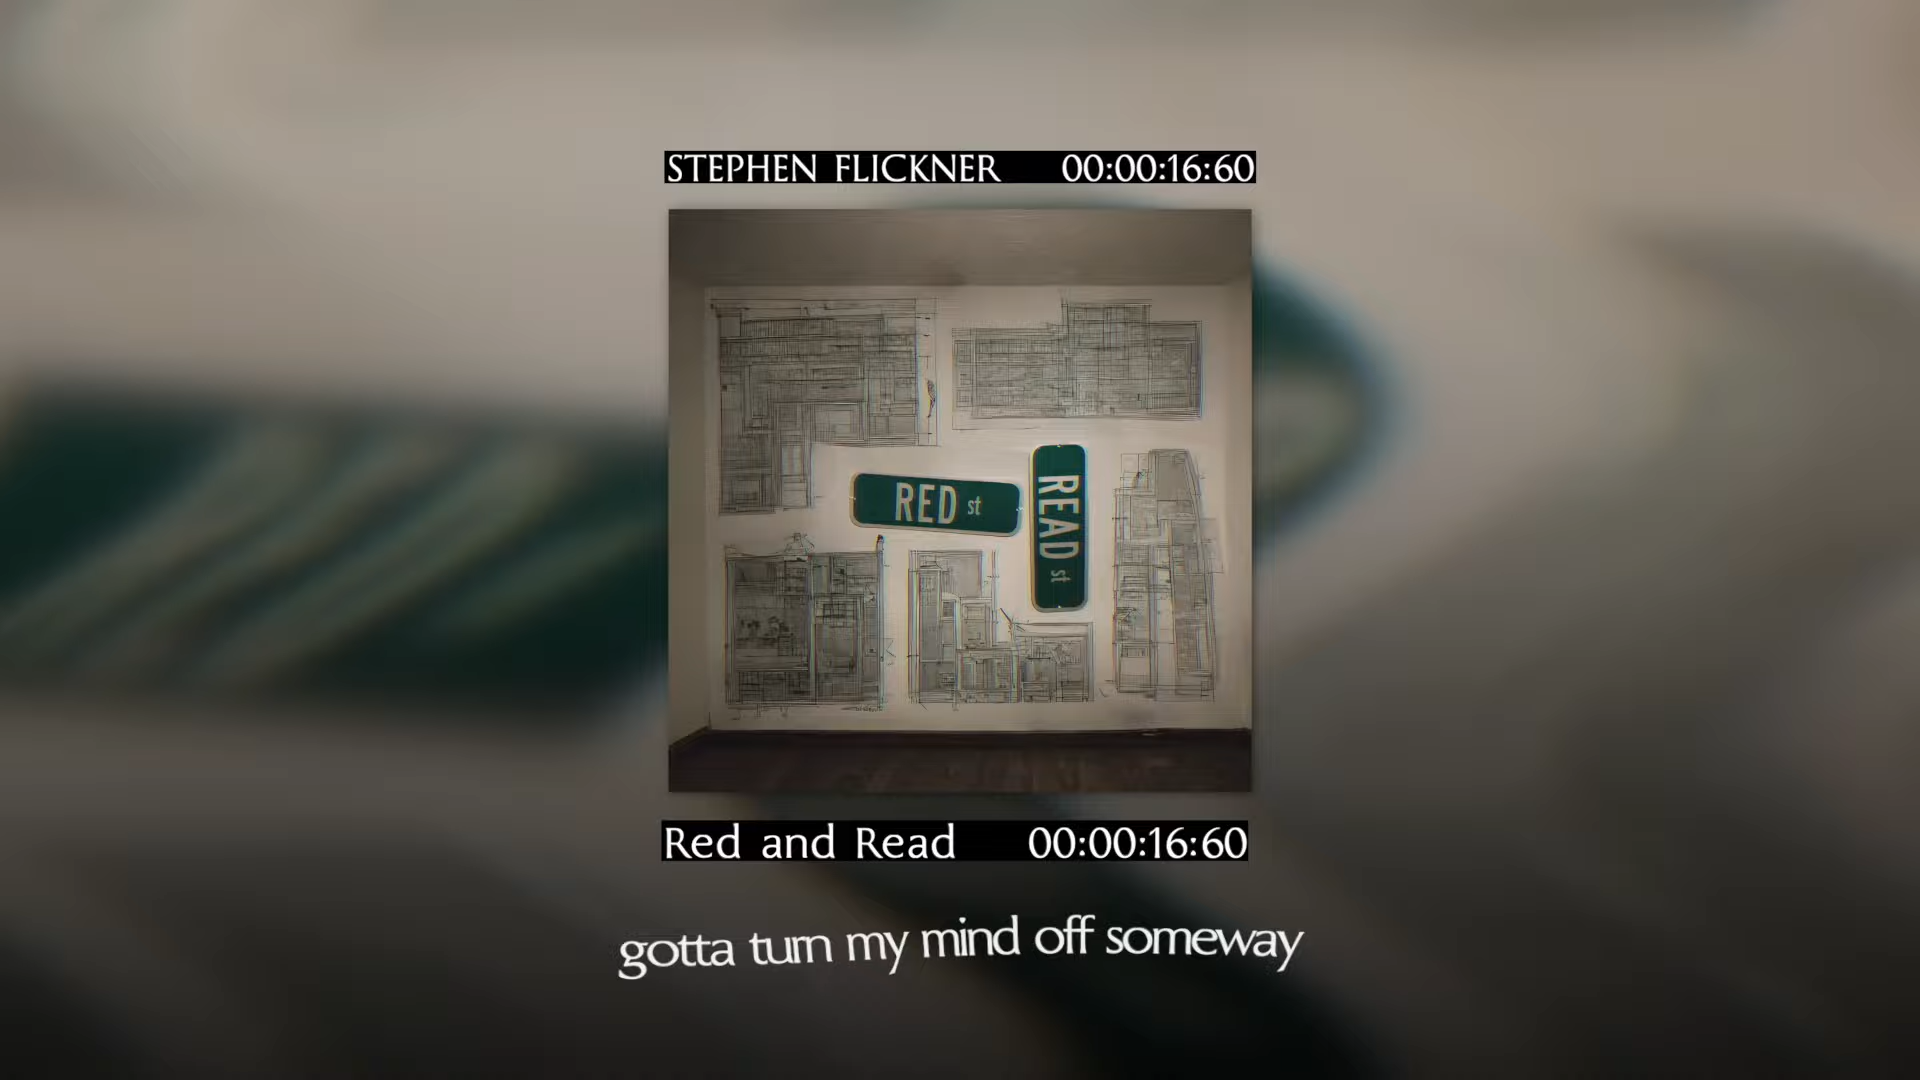 STEPHEN FLICKNER 00:00:16:60
RED st
READ st
Red and Read 00:00:16:60
gotta turn my mind off someway